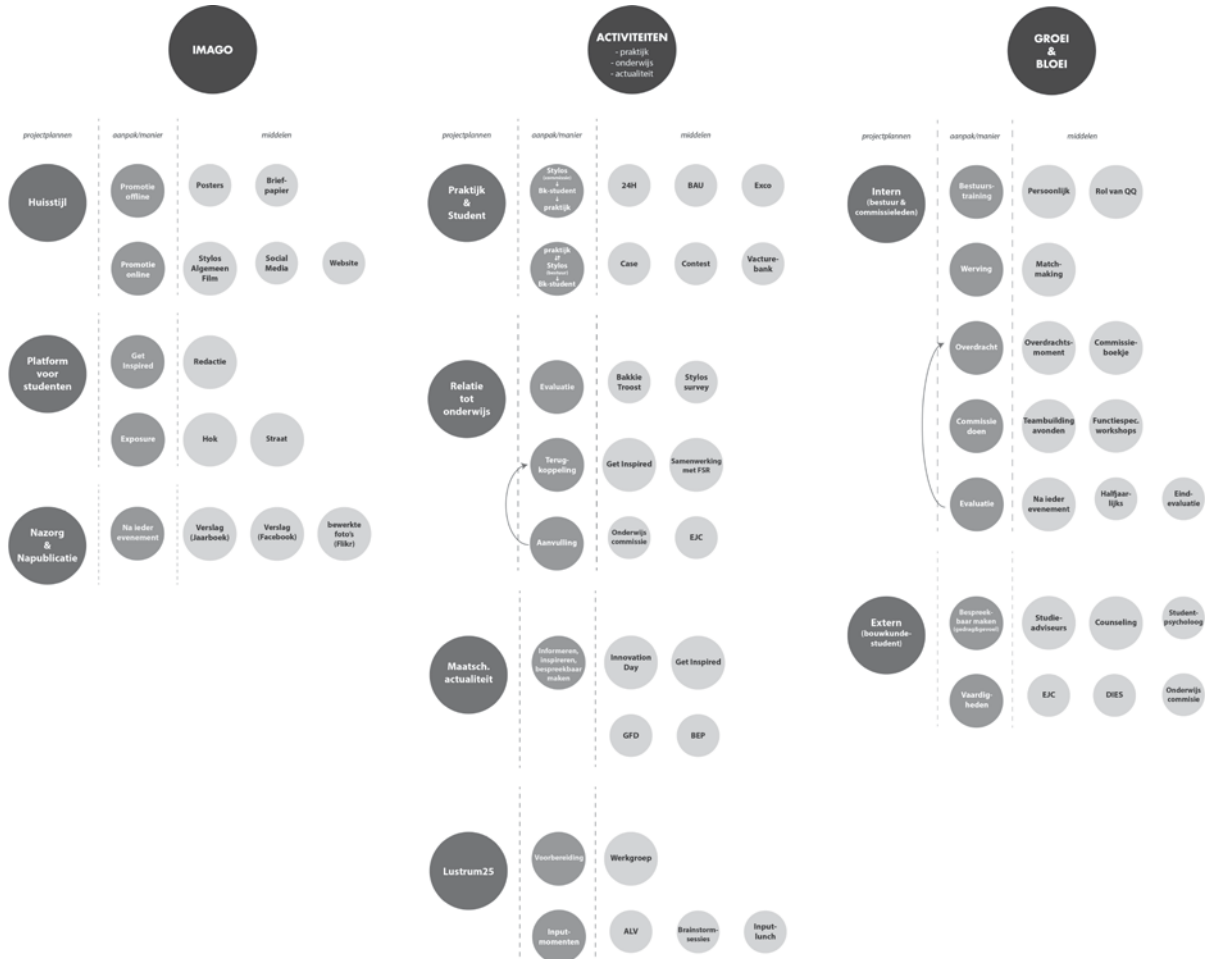 IMAGO
projectplannen
aanpak/manier
middelen
Huisstijl
Promotie
offline
Posters
Brief-
papier
Promotie
online
Stylos
Algemeen
Film
Social
Media
Website
Platform
voor
studenten
Get
Inspired
Redactie
Exposure
Hok
Straat
Nazorg
&
Napublicatie
Na ieder
evenement
Verslag
(Jaarboek)
Verslag
(Facebook)
bewerkte
foto's
(Flikr)
ACTIVITEITEN
- praktijk
- onderwijs
- actualiteit
projectplannen
aanpak/manier
middelen
Praktijk
&
Student
Stylos
(commissie)
↓
Bk-student
↓
praktijk
24H
BAU
Exco
praktijk
⇄
Stylos
(bestuur)
↓
Bk-student
Case
Contest
Vacture-
bank
Relatie
tot
onderwijs
Evaluatie
Bakkie
Troost
Stylos
survey
Terug-
koppeling
Get Inspired
Samenwerking
met FSR
Aanvulling
Onderwijs
commissie
EJC
Maatsch.
actualiteit
Informeren,
inspireren,
bespreekbaar
maken
Innovation
Day
Get Inspired
GFD
BEP
Lustrum25
Voorbereiding
Werkgroep
Input-
momenten
ALV
Brainstorm-
sessies
Input-
lunch
GROEI
&
BLOEI
projectplannen
aanpak/manier
middelen
Intern
(bestuur &
commissieleden)
Bestuurs-
training
Persoonlijk
Rol van QQ
Werving
Match-
making
Overdracht
Overdrachts-
moment
Commissie-
boekje
Commissie
doen
Teambuilding
avonden
Functiespec.
workshops
Evaluatie
Na ieder
evenement
Halfjaar-
lijks
Eind-
evaluatie
Extern
(bouwkunde-
student)
Bespreek-
baar maken
Studie-
adviseurs
Counseling
Student-
psycholoog
Vaardig-
heden
EJC
DIES
Onderwijs
commisie